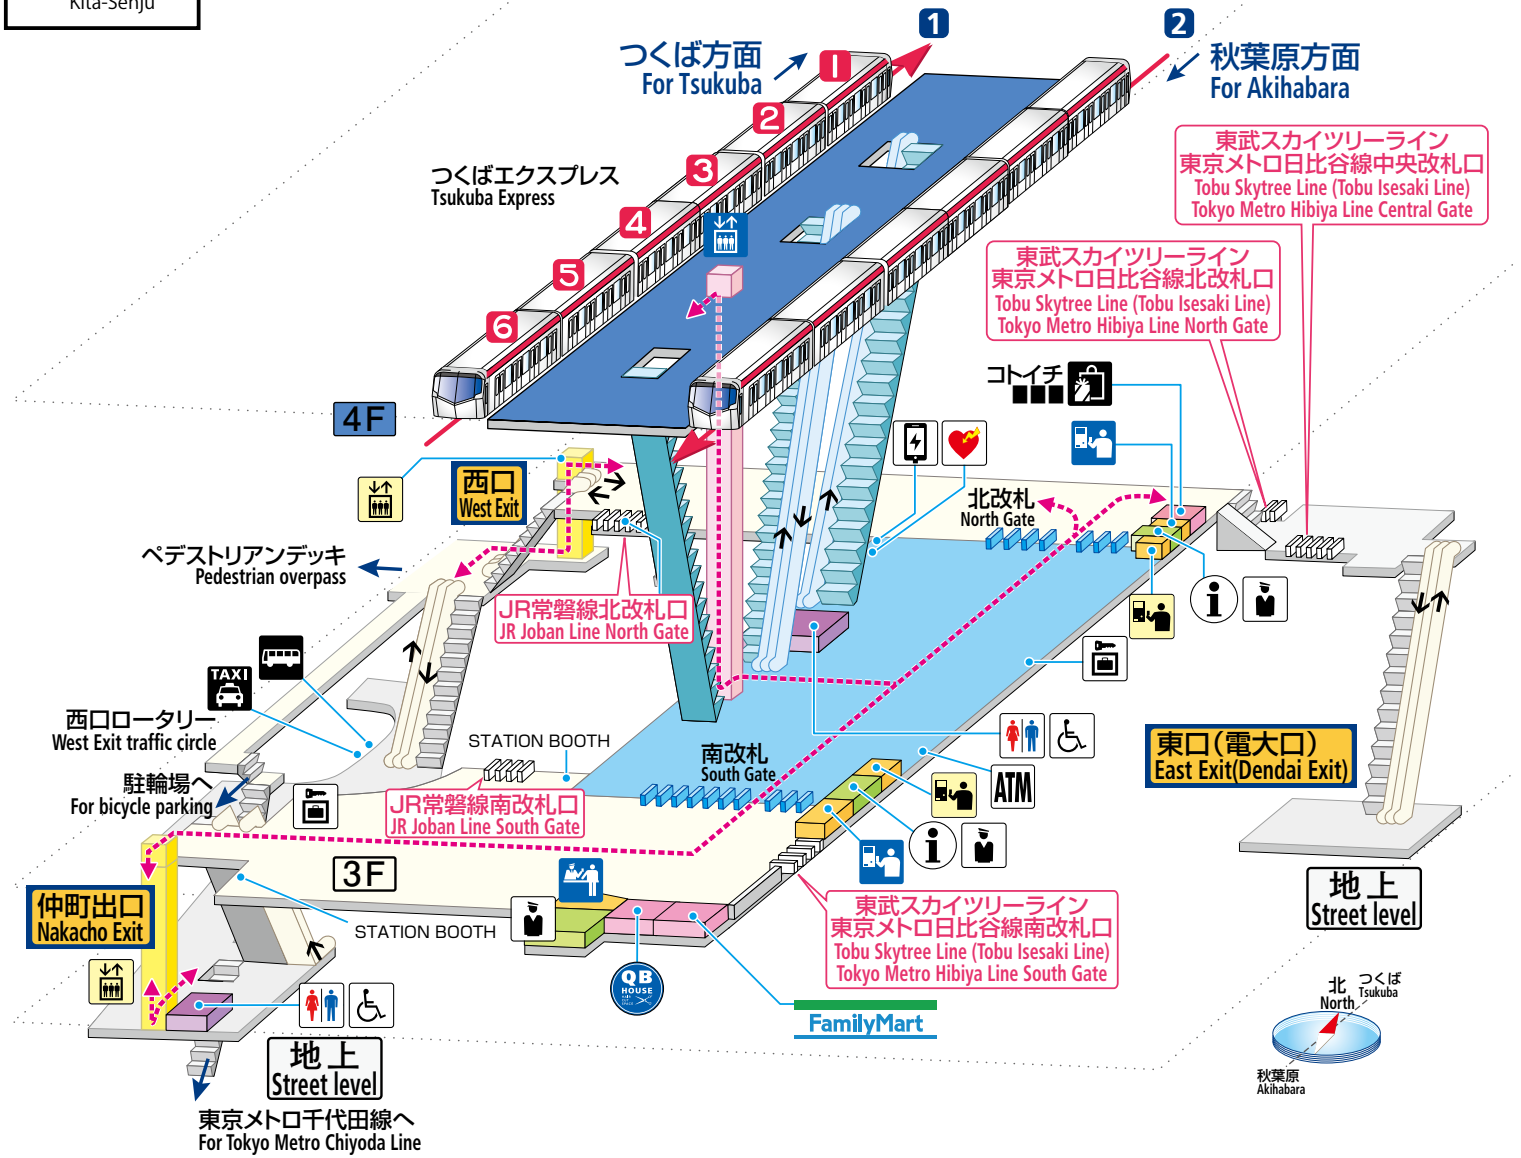 Kita-Senju
1
2
つくば方面
For Tsukuba
秋葉原方面
For Akihabara
1
2
3
4
5
6
つくばエクスプレス
Tsukuba Express
東武スカイツリーライン
東京メトロ日比谷線中央改札口
Tobu Skytree Line (Tobu Isesaki Line)
Tokyo Metro Hibiya Line Central Gate
東武スカイツリーライン
東京メトロ日比谷線北改札口
Tobu Skytree Line (Tobu Isesaki Line)
Tokyo Metro Hibiya Line North Gate
コトイチ
4F
西口
West Exit
北改札
North Gate
ペデストリアンデッキ
Pedestrian overpass
JR常磐線北改札口
JR Joban Line North Gate
TAXI
西口ロータリー
West Exit traffic circle
STATION BOOTH
南改札
South Gate
東口(電大口)
East Exit(Dendai Exit)
駐輪場へ
For bicycle parking
JR常磐線南改札口
JR Joban Line South Gate
ATM
3F
地上
Street level
仲町出口
Nakacho Exit
STATION BOOTH
東武スカイツリーライン
東京メトロ日比谷線南改札口
Tobu Skytree Line (Tobu Isesaki Line)
Tokyo Metro Hibiya Line South Gate
QB
HOUSE
FamilyMart
北
North
つくば
Tsukuba
秋葉原
Akihabara
地上
Street level
東京メトロ千代田線へ
For Tokyo Metro Chiyoda Line